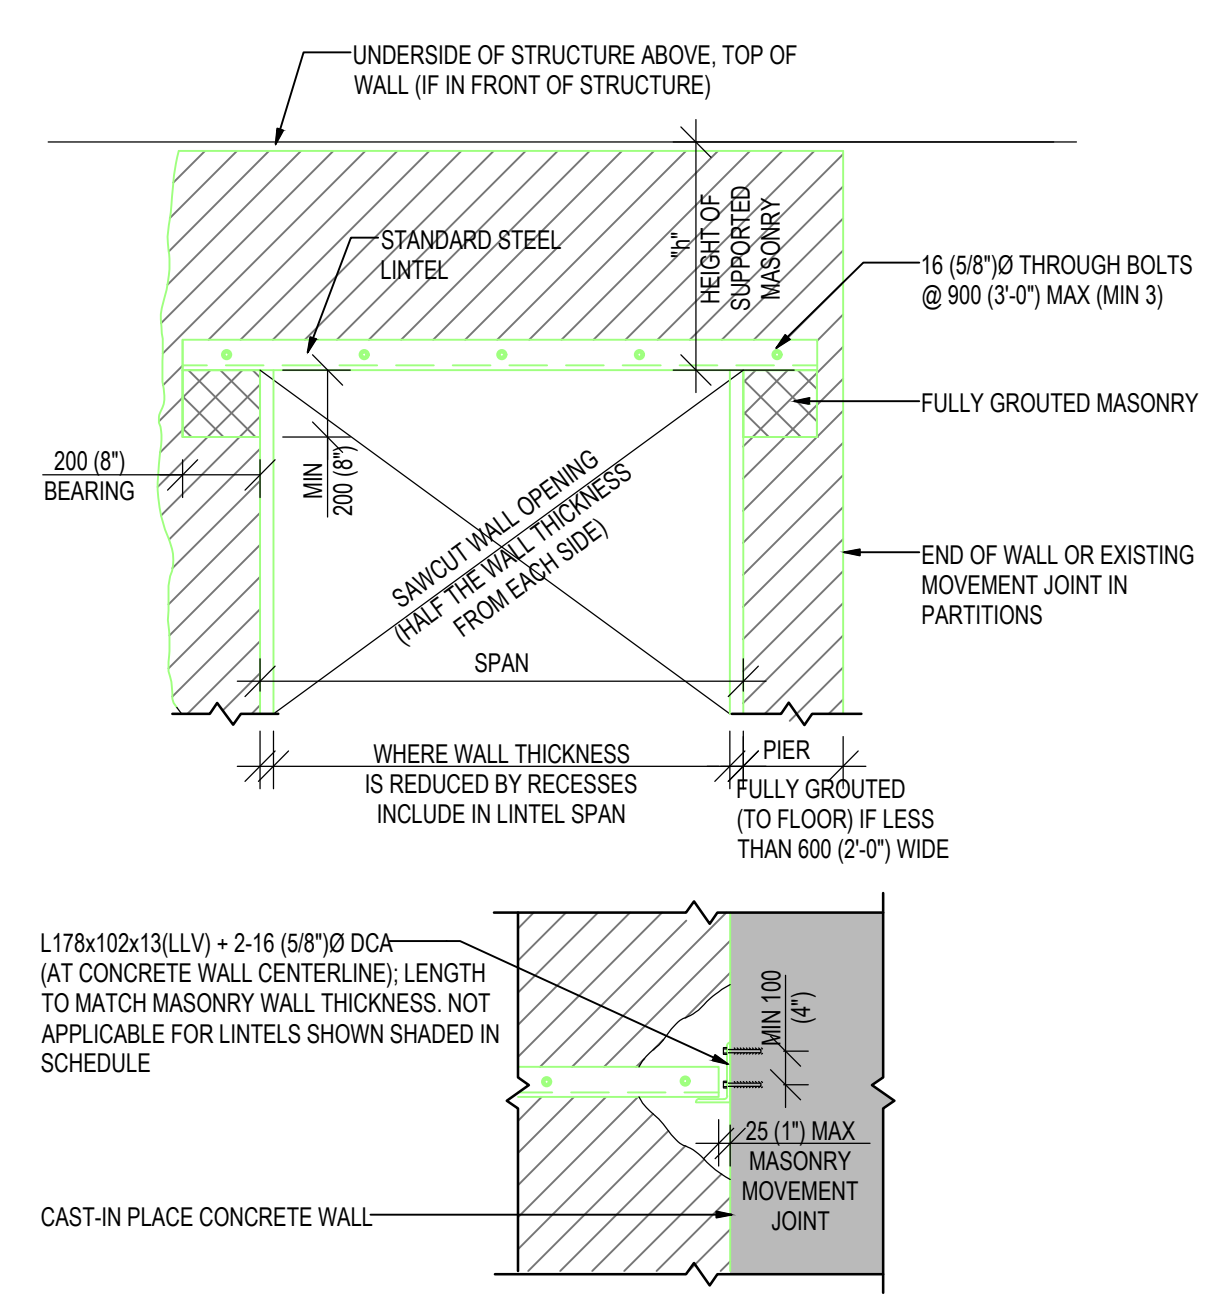 UNDERSIDE OF STRUCTURE ABOVE, TOP OF
WALL (IF IN FRONT OF STRUCTURE)
STANDARD STEEL
LINTEL
"h"
HEIGHT OF
SUPPORTED
MASONRY
16 (5/8")Ø THROUGH BOLTS
@ 900 (3'-0") MAX (MIN 3)
FULLY GROUTED MASONRY
200 (8")
BEARING
MIN
200 (8")
SAWCUT WALL OPENING
(HALF THE WALL THICKNESS
FROM EACH SIDE)
END OF WALL OR EXISTING
MOVEMENT JOINT IN
PARTITIONS
SPAN
WHERE WALL THICKNESS
IS REDUCED BY RECESSES
INCLUDE IN LINTEL SPAN
PIER
FULLY GROUTED
(TO FLOOR) IF LESS
THAN 600 (2'-0") WIDE
L178x102x13(LLV) + 2-16 (5/8")Ø DCA
(AT CONCRETE WALL CENTERLINE); LENGTH
TO MATCH MASONRY WALL THICKNESS. NOT
APPLICABLE FOR LINTELS SHOWN SHADED IN
SCHEDULE
MIN 100
(4")
25 (1") MAX
MASONRY
MOVEMENT
JOINT
CAST-IN PLACE CONCRETE WALL